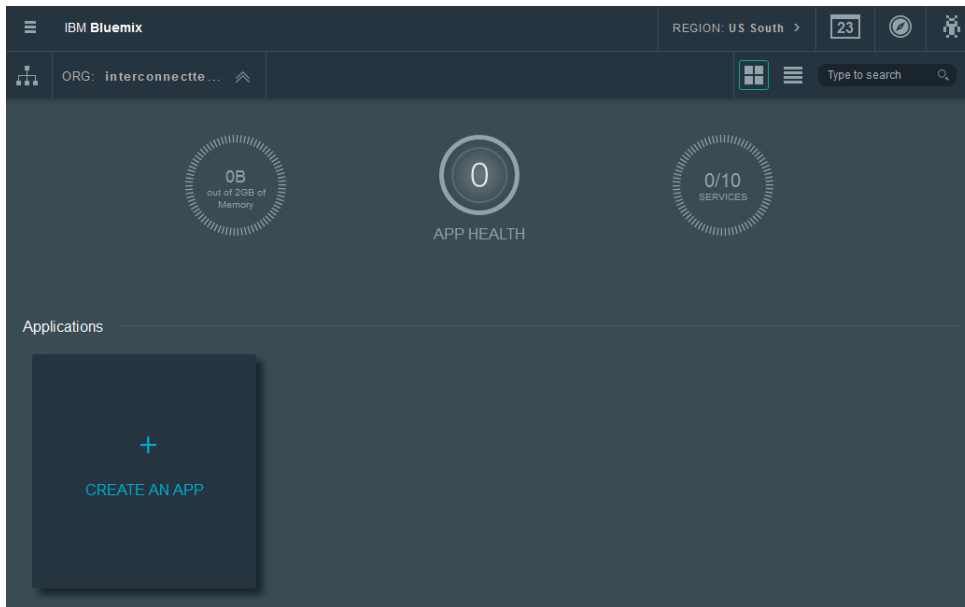 IBM Bluemix
REGION: US South >
23
ORG: interconnectte...
Type to search
0B
out of 2GB of
Memory
0
APP HEALTH
0/10
SERVICES
Applications
+
CREATE AN APP